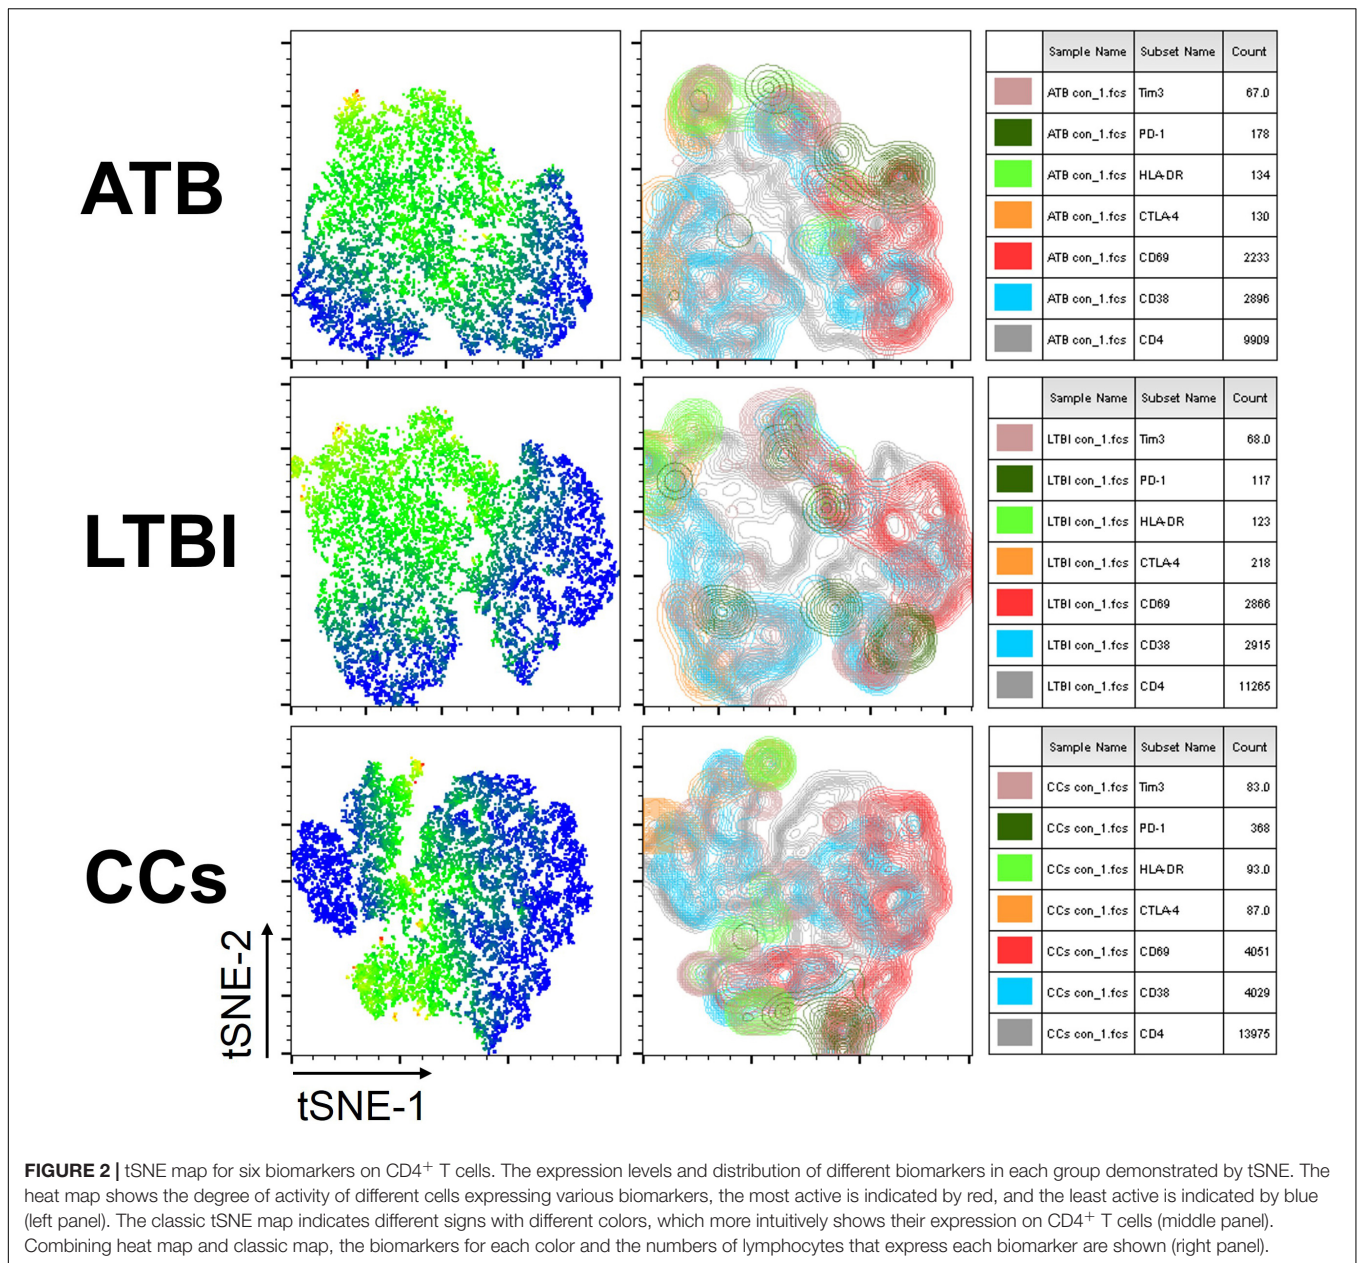 ATB
Sample Name Subset Name Count
ATB con_1.fcs Tim3 67.0
ATB con_1.fcs PD-1 178
ATB con_1.fcs HLA-DR 134
ATB con_1.fcs CTLA-4 130
ATB con_1.fcs CD69 2233
ATB con_1.fcs CD38 2896
ATB con_1.fcs CD4 9909
LTBI
Sample Name Subset Name Count
LTBI con_1.fcs Tim3 68.0
LTBI con_1.fcs PD-1 117
LTBI con_1.fcs HLA-DR 123
LTBI con_1.fcs CTLA-4 218
LTBI con_1.fcs CD69 2866
LTBI con_1.fcs CD38 2915
LTBI con_1.fcs CD4 11265
CCs
Sample Name Subset Name Count
CCs con_1.fcs Tim3 83.0
CCs con_1.fcs PD-1 368
CCs con_1.fcs HLA-DR 93.0
CCs con_1.fcs CTLA-4 87.0
CCs con_1.fcs CD69 4051
CCs con_1.fcs CD38 4029
CCs con_1.fcs CD4 13975
tSNE-2
tSNE-1
FIGURE 2 | tSNE map for six biomarkers on CD4⁺ T cells. The expression levels and distribution of different biomarkers in each group demonstrated by tSNE. The
heat map shows the degree of activity of different cells expressing various biomarkers, the most active is indicated by red, and the least active is indicated by blue
(left panel). The classic tSNE map indicates different signs with different colors, which more intuitively shows their expression on CD4⁺ T cells (middle panel).
Combining heat map and classic map, the biomarkers for each color and the numbers of lymphocytes that express each biomarker are shown (right panel).